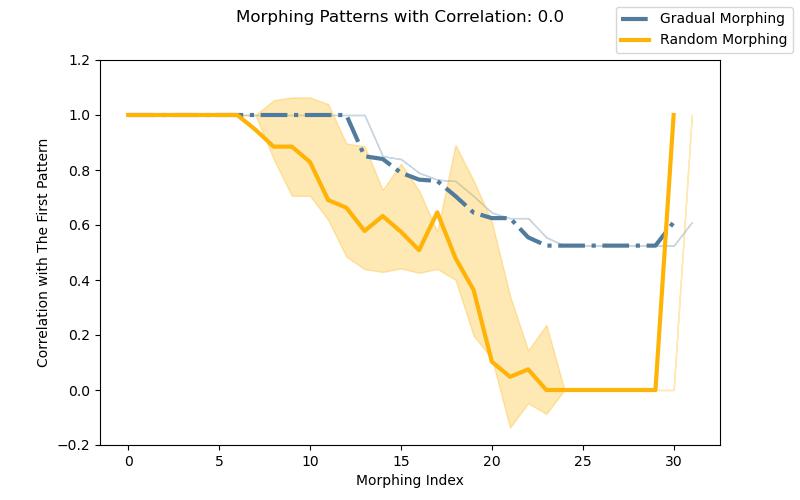 Morphing Patterns with Correlation: 0.0
Gradual Morphing
Random Morphing
1.2
1.0
0.8
0.6
0.4
0.2
0.0
−0.2
Correlation with The First Pattern
0 5 10 15 20 25 30
Morphing Index